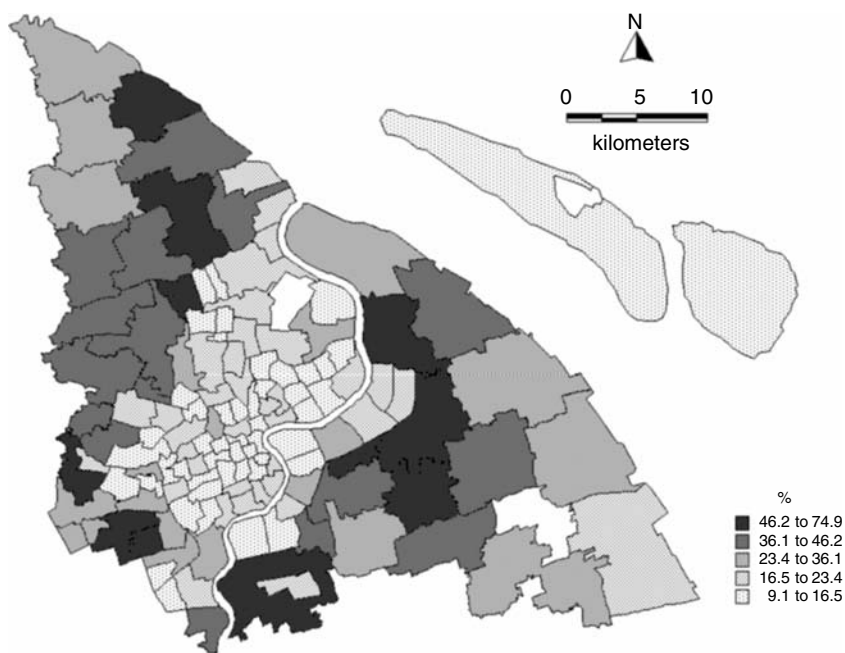 N
0 5 10
kilometers
%
46.2 to 74.9
36.1 to 46.2
23.4 to 36.1
16.5 to 23.4
9.1 to 16.5